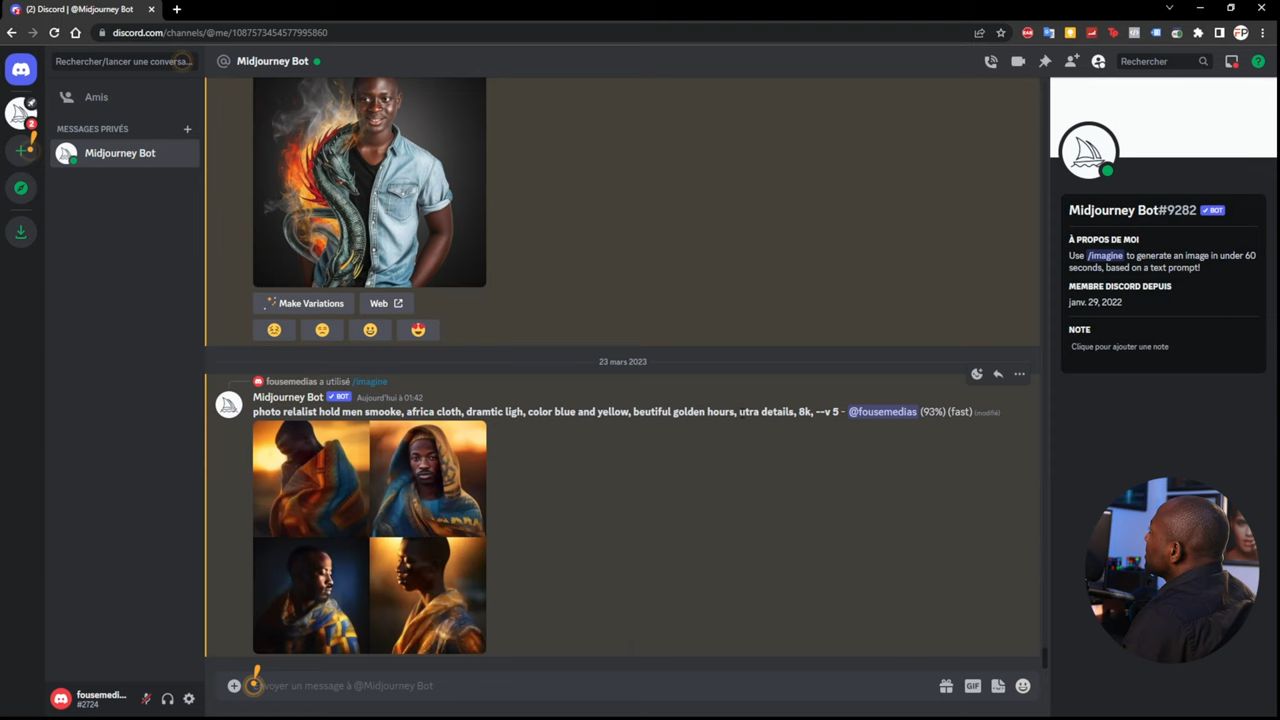 (2) Discord | @Midjourney Bot
discord.com/channels/@me/1087573454577995860
FP
Rechercher/lancer une conversa...
Midjourney Bot
Rechercher
Amis
MESSAGES PRIVÉS
Midjourney Bot
2
Make Variations
Web
23 mars 2023
fousemedias a utilisé /imagine
Midjourney Bot BOT Aujourd'hui à 01:42
photo relalist hold men smooke, africa cloth, dramtic ligh, color blue and yellow, beutiful golden hours, utra details, 8k, --v 5 - @fousemedias (93%) (fast) (modifié)
Midjourney Bot#9282 BOT
À PROPOS DE MOI
Use /imagine to generate an image in under 60
seconds, based on a text prompt!
MEMBRE DISCORD DEPUIS
janv. 29, 2022
NOTE
Clique pour ajouter une note
fousemedi...
#2724
nvoyer un message à @Midjourney Bot
GIF